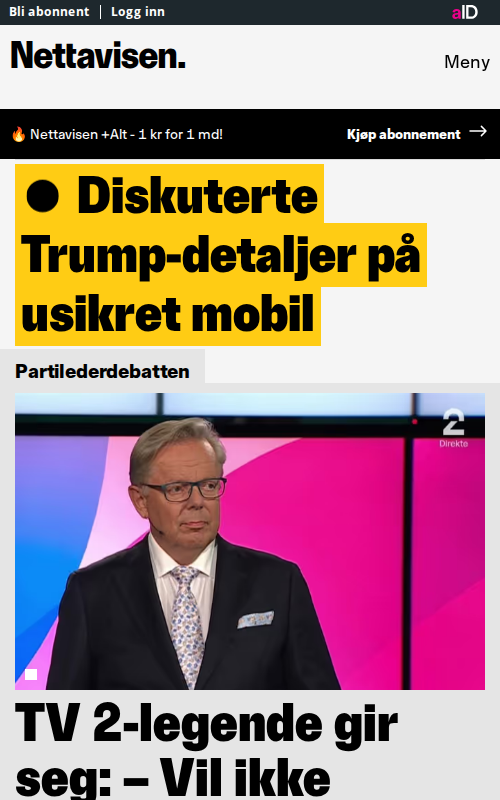 Bli abonnent | Logg inn
aID
Nettavisen.
Meny
🔥 Nettavisen +Alt - 1 kr for 1 md!
Kjøp abonnement →
● Diskuterte
Trump-detaljer på
usikret mobil
Partilederdebatten
2
Direkte
TV 2-legende gir
seg: – Vil ikke